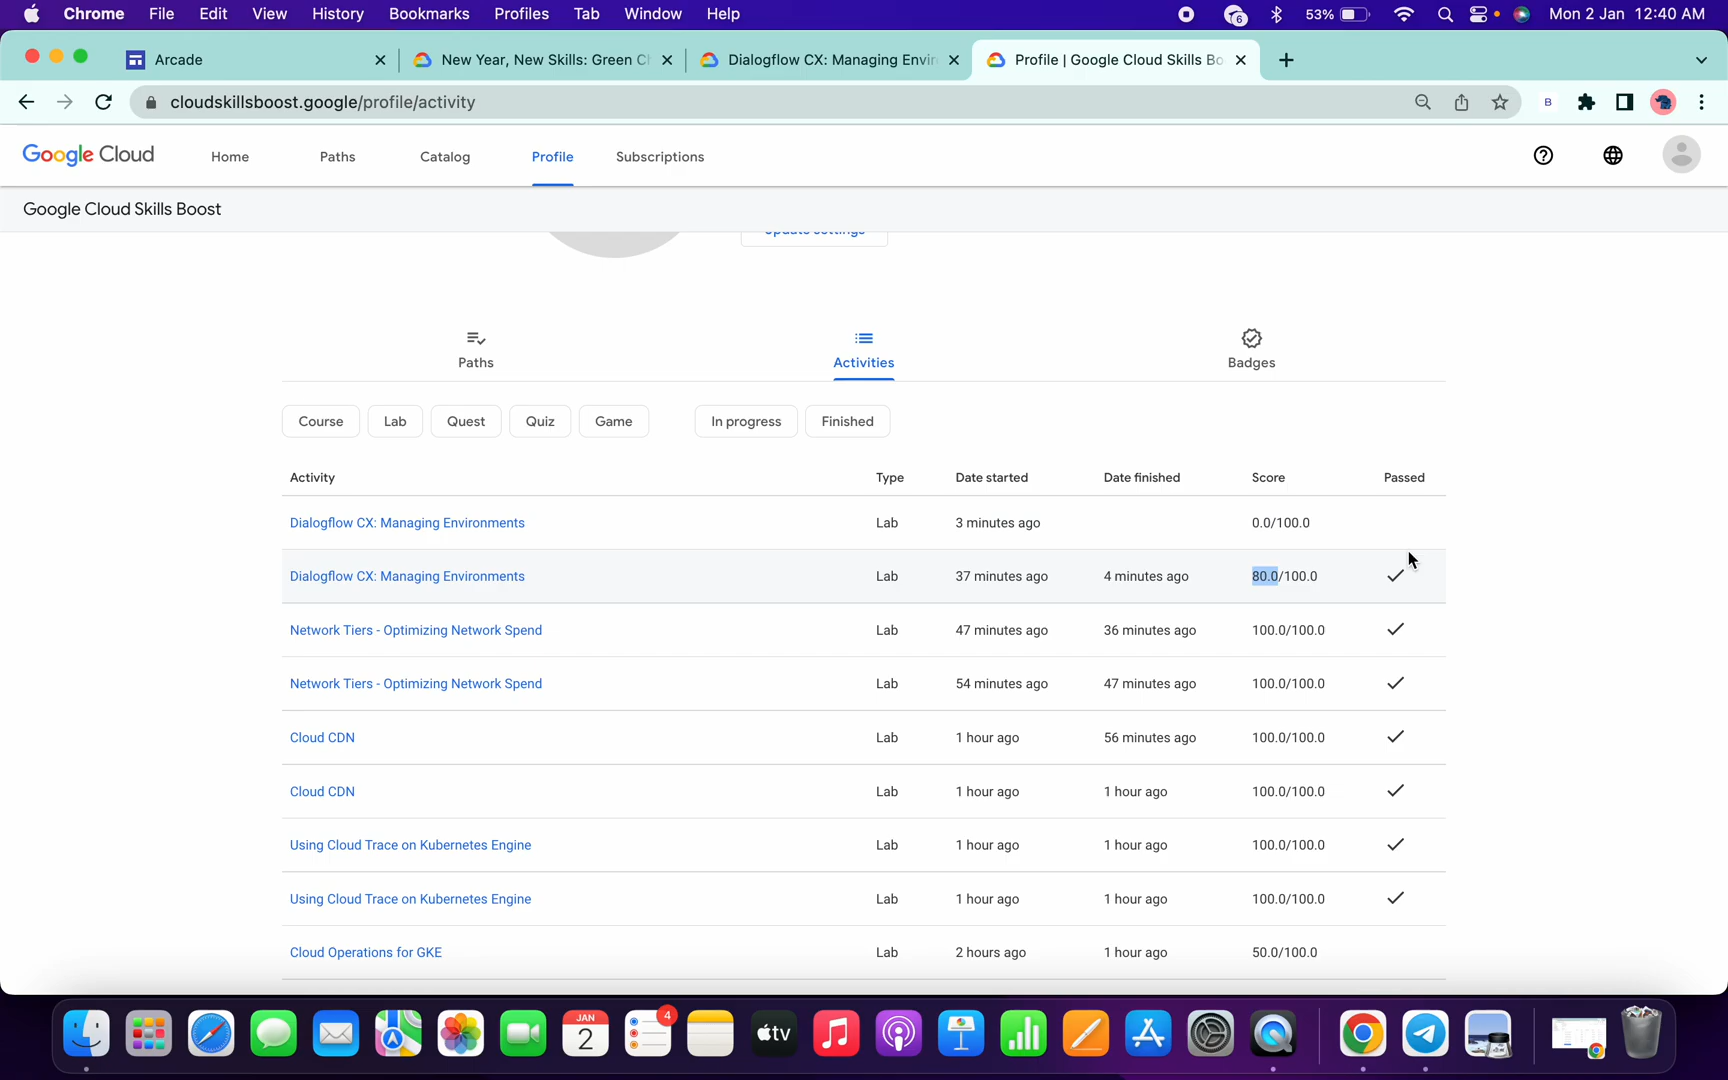 Chrome File Edit View History Bookmarks Profiles Tab Window Help 6 53% Mon 2 Jan 12:40 AM
Arcade New Year, New Skills: Green Cl Dialogflow CX: Managing Envir Profile | Google Cloud Skills Bo
cloudskillsboost.google/profile/activity B
Google Cloud Home Paths Catalog Profile Subscriptions
Google Cloud Skills Boost
Update settings
Paths Activities Badges
Course Lab Quest Quiz Game In progress Finished
Activity Type Date started Date finished Score Passed
Dialogflow CX: Managing Environments Lab 3 minutes ago 0.0/100.0
Dialogflow CX: Managing Environments Lab 37 minutes ago 4 minutes ago 80.0/100.0
Network Tiers - Optimizing Network Spend Lab 47 minutes ago 36 minutes ago 100.0/100.0
Network Tiers - Optimizing Network Spend Lab 54 minutes ago 47 minutes ago 100.0/100.0
Cloud CDN Lab 1 hour ago 56 minutes ago 100.0/100.0
Cloud CDN Lab 1 hour ago 1 hour ago 100.0/100.0
Using Cloud Trace on Kubernetes Engine Lab 1 hour ago 1 hour ago 100.0/100.0
Using Cloud Trace on Kubernetes Engine Lab 1 hour ago 1 hour ago 100.0/100.0
Cloud Operations for GKE Lab 2 hours ago 1 hour ago 50.0/100.0
JAN 2 4 tv